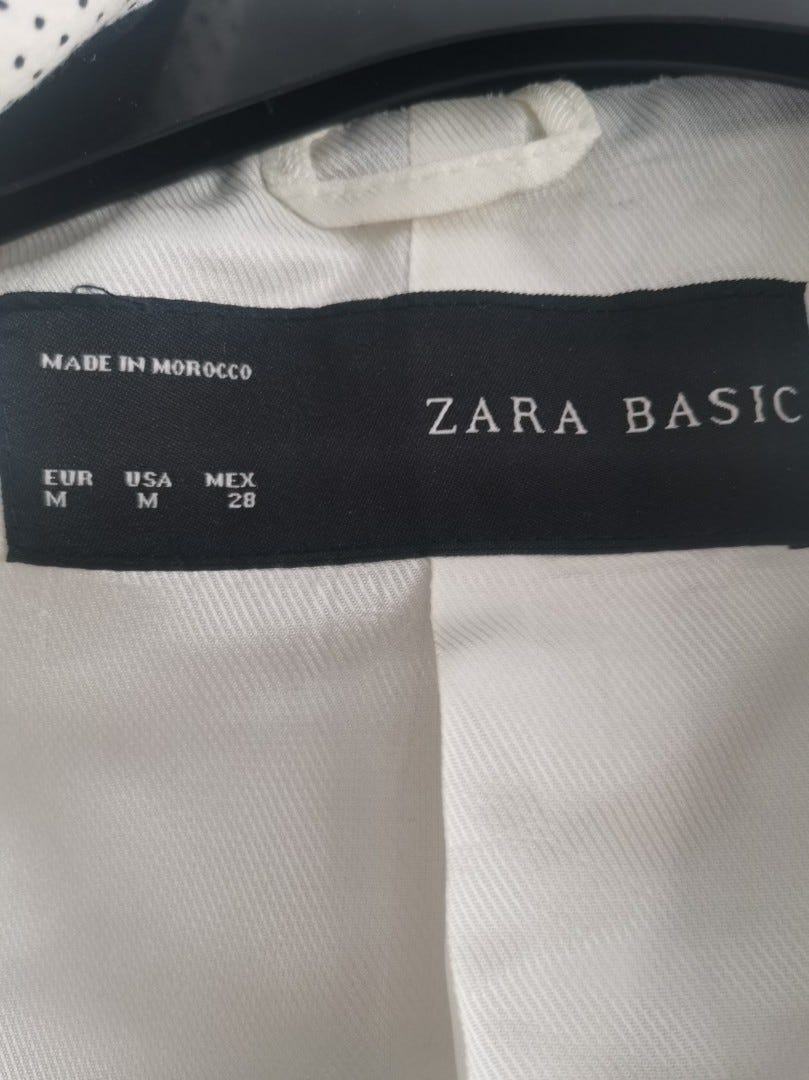 MADE IN MOROCCO
ZARA BASIC
EUR USA MEX
M M 28